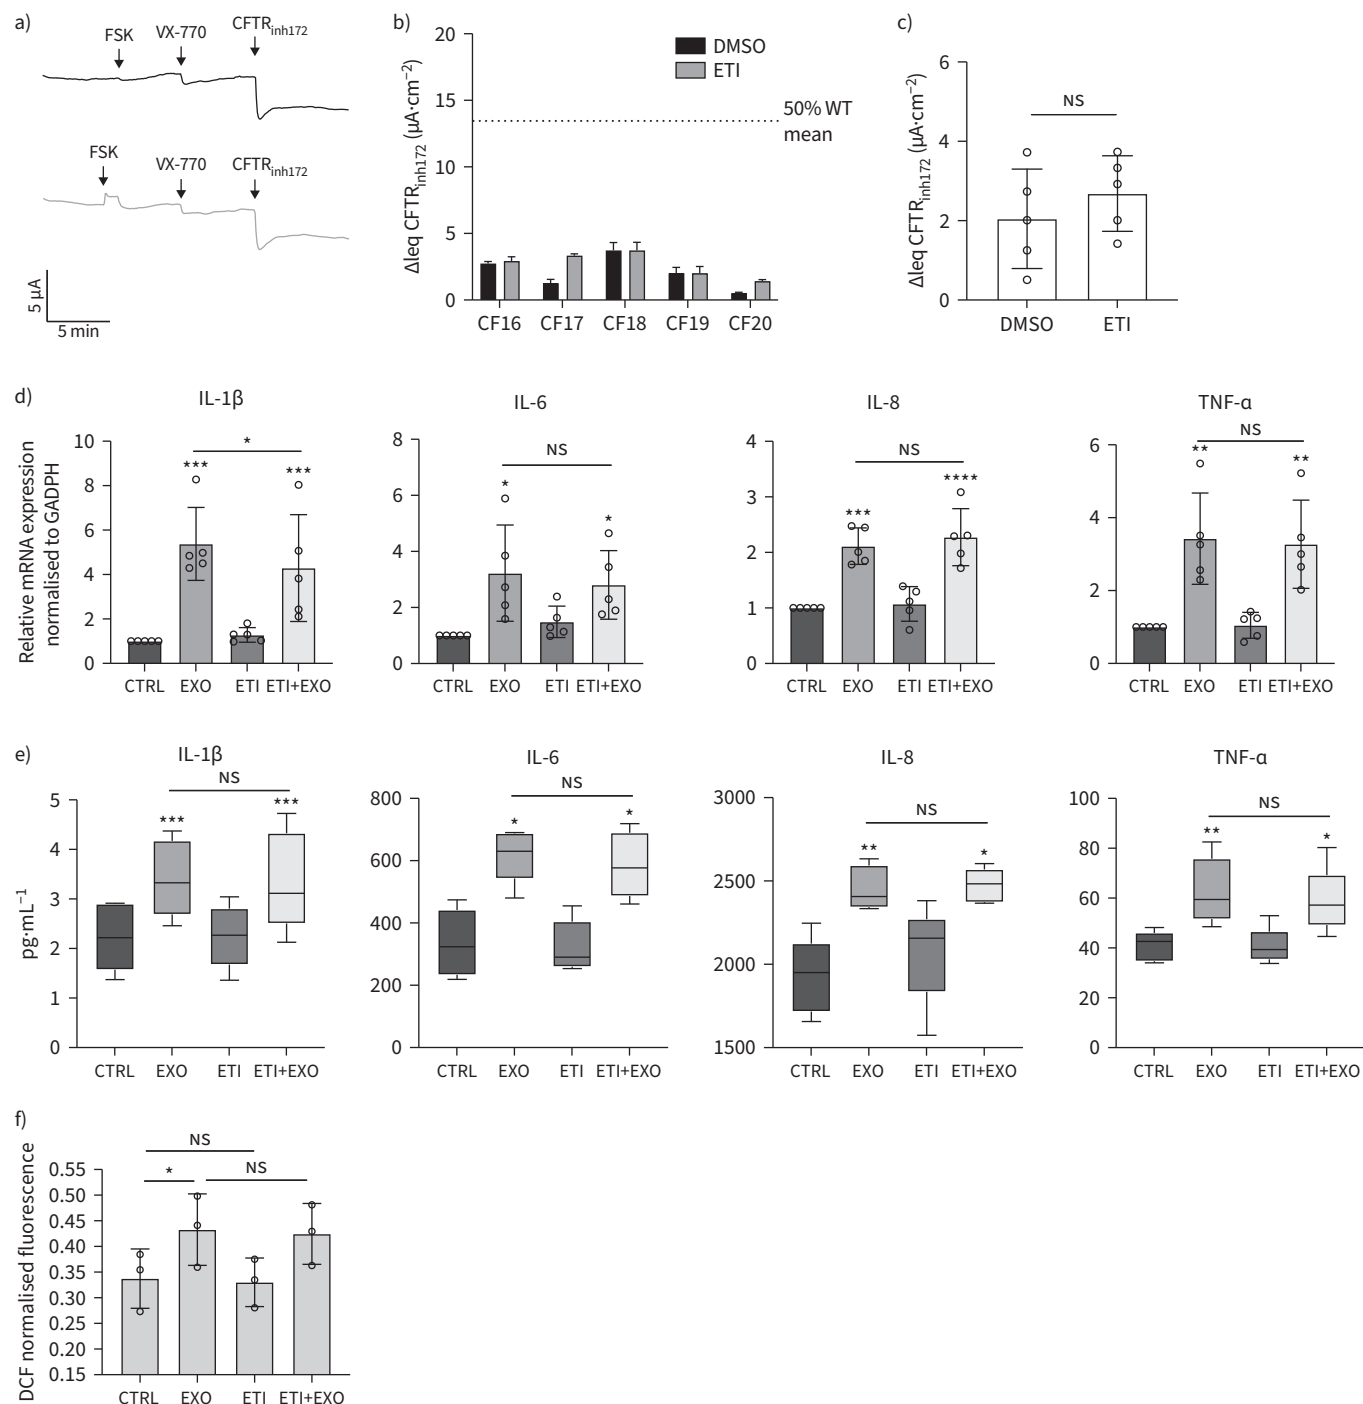 a)
FSK VX-770 CFTRinh172
FSK VX-770 CFTRinh172
5 µA
5 min
b)
ΔIeq CFTRinh172 (µA·cm−2)
20
15
10
5
0
DMSO
ETI
50% WT
mean
CF16 CF17 CF18 CF19 CF20
c)
ΔIeq CFTRinh172 (µA·cm−2)
6
4
2
0
NS
DMSO ETI
d)
Relative mRNA expression
normalised to GADPH
IL-1β
10
8
6
4
2
0
*
*** ***
CTRL EXO ETI ETI+EXO
IL-6
8
6
4
2
0
NS
* *
CTRL EXO ETI ETI+EXO
IL-8
4
3
2
1
0
NS
*** ****
CTRL EXO ETI ETI+EXO
TNF-α
6
4
2
0
NS
** **
CTRL EXO ETI ETI+EXO
e)
pg·mL−1
IL-1β
5
4
3
2
1
0
NS
*** ***
CTRL EXO ETI ETI+EXO
IL-6
800
600
400
200
0
NS
* *
CTRL EXO ETI ETI+EXO
IL-8
3000
2500
2000
1500
NS
** *
CTRL EXO ETI ETI+EXO
TNF-α
100
80
60
40
20
0
NS
** *
CTRL EXO ETI ETI+EXO
f)
DCF normalised fluorescence
0.55
0.50
0.45
0.40
0.35
0.30
0.25
0.20
0.15
NS
* NS
CTRL EXO ETI ETI+EXO